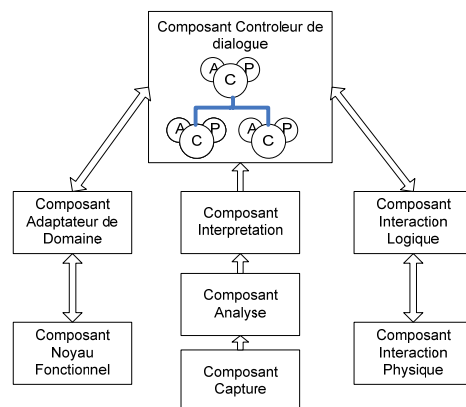 Composant Controleur de
dialogue
A P
C
A P A P
C C
Composant
Adaptateur de
Domaine
Composant
Interpretation
Composant
Interaction
Logique
Composant
Analyse
Composant
Noyau
Fonctionnel
Composant
Capture
Composant
Interaction
Physique